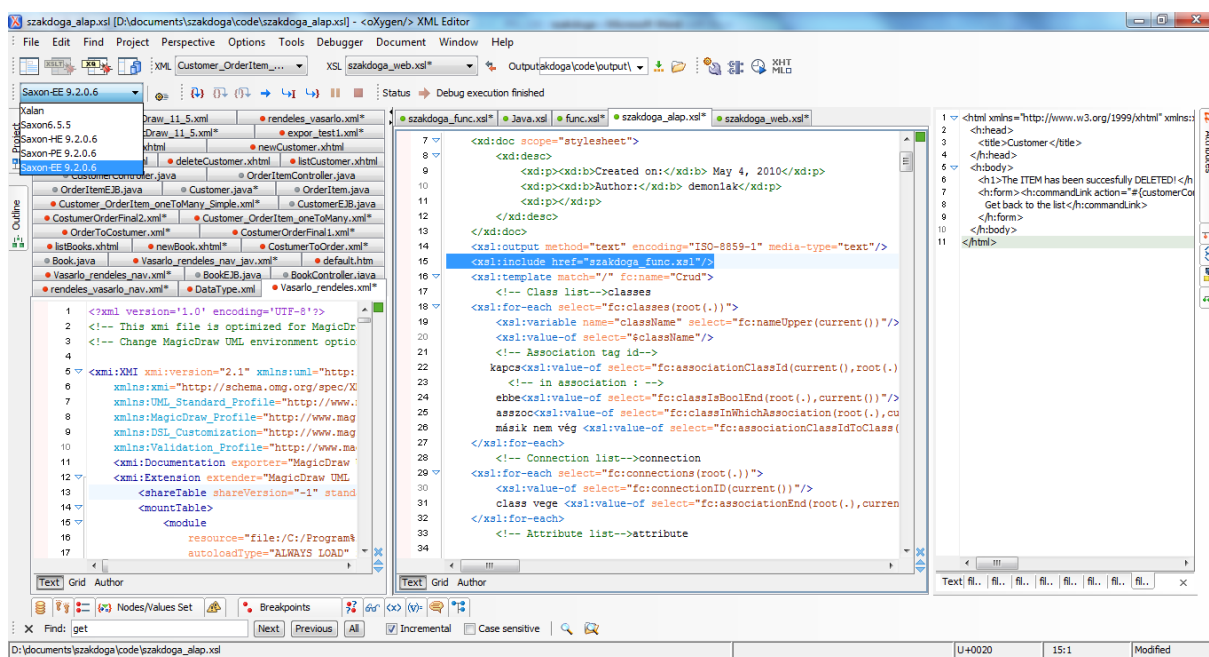 szakdoga_alap.xsl [D:\documents\szakdoga\code\szakdoga_alap.xsl] - <oXygen/> XML Editor
File Edit Find Project Perspective Options Tools Debugger Document Window Help
XML Customer_OrderItem_... XSL szakdoga_web.xsl* Output takdoga\code\output\
Saxon-EE 9.2.0.6 Status Debug execution finished
Xalan
Saxon6.5.5
Saxon-HE 9.2.0.6
Saxon-PE 9.2.0.6
Saxon-EE 9.2.0.6
Project
Outline
Draw_11_5.xml rendeles_vasarlo.xml*
Draw_11_5.xml* expor_test1.xml*
xhtml newCustomer.xhtml
deleteCustomer.xhtml listCustomer.xhtml
OrderItemController.java
OrderItemEJB.java Customer.java* OrderItem.java
Customer_OrderItem_oneToMany_Simple.xml* CustomerEJB.java
CostumerOrderFinal2.xml* Customer_OrderItem_oneToMany.xml*
OrderToCostumer.xml* CostumerOrderFinal1.xml*
listBooks.xhtml newBook.xhtml* CostumerToOrder.xml*
Book.java Vasarlo_rendeles_nav_jav.xml* default.htm
Vasarlo_rendeles_nav.xml* BookEJB.java BookController.java
rendeles_vasarlo_nav.xml* DataType.xml Vasarlo_rendeles.xml*
1 <?xml version='1.0' encoding='UTF-8'?>
2 <!-- This xmi file is optimized for MagicDr
3 <!-- Change MagicDraw UML environment optio
4
5 <xmi:XMI xmi:version="2.1" xmlns:uml="http:
6 xmlns:xmi="http://schema.omg.org/spec/X
7 xmlns:UML_Standard_Profile="http://www.
8 xmlns:MagicDraw_Profile="http://www.mag
9 xmlns:DSL_Customization="http://www.mag
10 xmlns:Validation_Profile="http://www.ma
11 <xmi:Documentation exporter="MagicDraw
12 <xmi:Extension extender="MagicDraw UML
13 <shareTable shareVersion="-1" stand
14 <mountTable>
15 <module
16 resource="file:/C:/Program%
17 autoloadType="ALWAYS LOAD"
Text Grid Author
szakdoga_func.xsl* Java.xsl func.xsl* szakdoga_alap.xsl* szakdoga_web.xsl*
7 <xd:doc scope="stylesheet">
8 <xd:desc>
9 <xd:p><xd:b>Created on:</xd:b> May 4, 2010</xd:p>
10 <xd:p><xd:b>Author:</xd:b> demonlak</xd:p>
11 <xd:p></xd:p>
12 </xd:desc>
13 </xd:doc>
14 <xsl:output method="text" encoding="ISO-8859-1" media-type="text"/>
15 <xsl:include href="szakdoga_func.xsl"/>
16 <xsl:template match="/" fc:name="Crud">
17 <!-- Class list-->classes
18 <xsl:for-each select="fc:classes(root(.))">
19 <xsl:variable name="className" select="fc:nameUpper(current())"/>
20 <xsl:value-of select="$className"/>
21 <!-- Association tag id-->
22 kapcs<xsl:value-of select="fc:associationClassId(current(),root(.)
23 <!-- in association : -->
24 ebbe<xsl:value-of select="fc:classIsBoolEnd(root(.),current())"/>
25 asszoc<xsl:value-of select="fc:classInWhichAssociation(root(.),cu
26 másik nem vég <xsl:value-of select="fc:associationClassIdToClass(
27 </xsl:for-each>
28 <!-- Connection list-->connection
29 <xsl:for-each select="fc:connections(root(.))">
30 <xsl:value-of select="fc:connectionID(current())"/>
31 class vege <xsl:value-of select="fc:associationEnd(root(.),curren
32 </xsl:for-each>
33 <!-- Attribute list-->attribute
34
Text Grid Author
1 <html xmlns="http://www.w3.org/1999/xhtml" xmlns:
2 <h:head>
3 <title>Customer</title>
4 </h:head>
5 <h:body>
6 <h1>The ITEM has been succesfully DELETED!</h
7 <h:form><h:commandLink action="#{customerCo
8 Get back to the list</h:commandLink>
9 </h:form>
10 </h:body>
11 </html>
Text fil... fil... fil... fil... fil... fil... fil... fil...
Nodes/Values Set Breakpoints
Find: get Next Previous All Incremental Case sensitive
D:\documents\szakdoga\code\szakdoga_alap.xsl U+0020 15:1 Modified